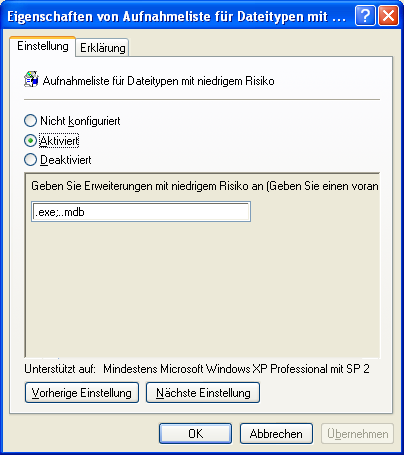 Eigenschaften von Aufnahmeliste für Dateitypen mit ...
Einstellung
Erklärung
Aufnahmeliste für Dateitypen mit niedrigem Risiko
Nicht konfiguriert
Aktiviert
Deaktiviert
Geben Sie Erweiterungen mit niedrigem Risiko an (Geben Sie einen voran
.exe;..mdb
Unterstützt auf: Mindestens Microsoft Windows XP Professional mit SP 2
Vorherige Einstellung
Nächste Einstellung
OK
Abbrechen
Übernehmen